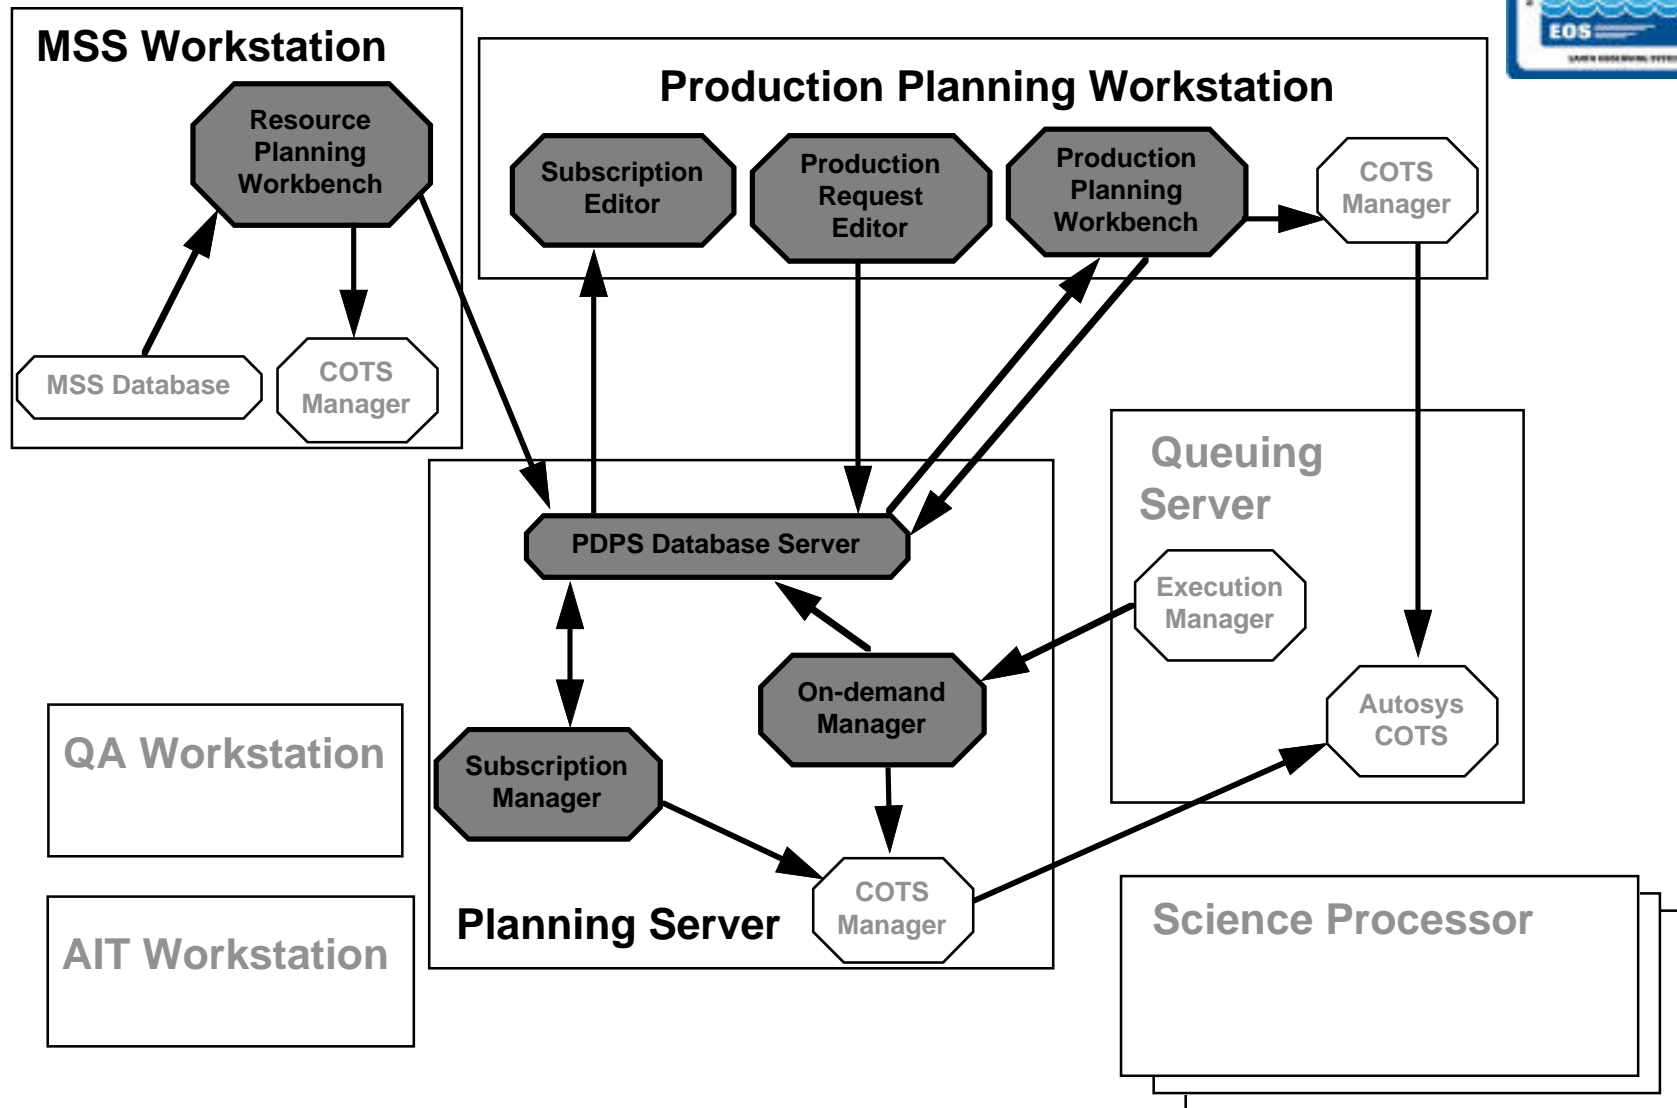 MSS Workstation
Resource
Planning
Workbench
MSS Database
COTS
Manager
Production Planning Workstation
Subscription
Editor
Production
Request
Editor
Production
Planning
Workbench
COTS
Manager
EOS
PDPS Database Server
On-demand
Manager
Subscription
Manager
COTS
Manager
Planning Server
Queuing
Server
Execution
Manager
Autosys
COTS
QA Workstation
AIT Workstation
Science Processor